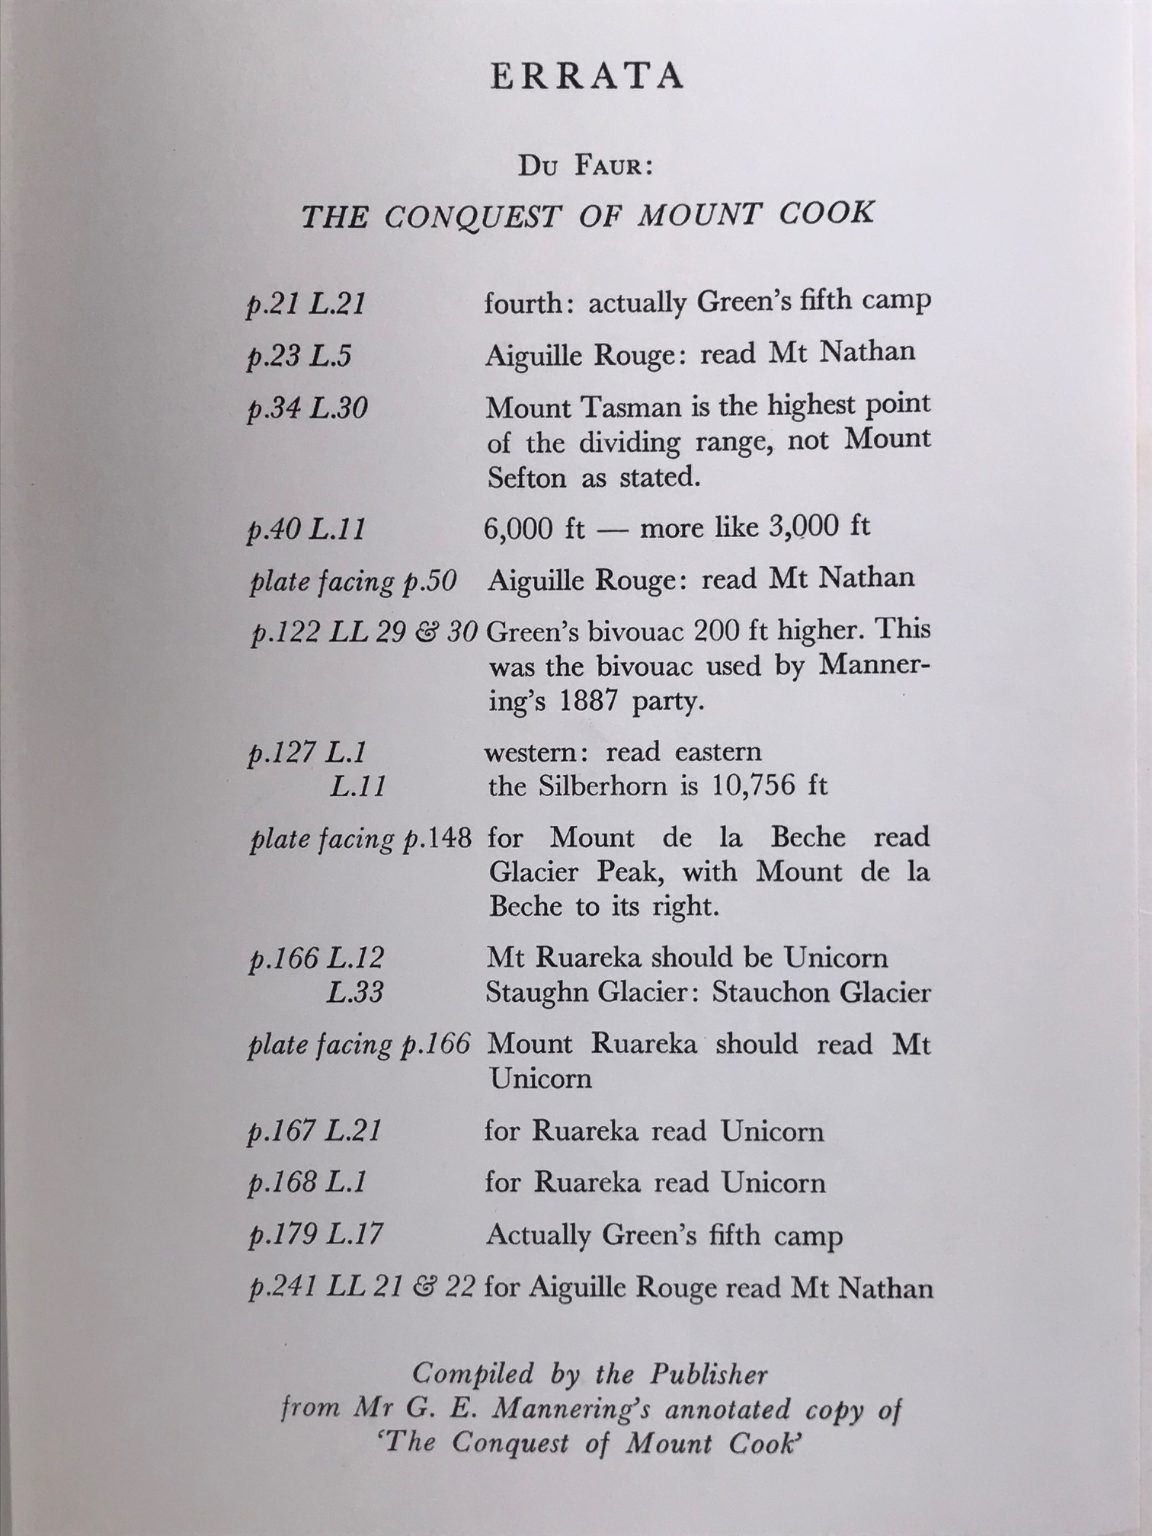 ERRATA
DU FAUR:
THE CONQUEST OF MOUNT COOK
p.21 L.21 fourth: actually Green's fifth camp
p.23 L.5 Aiguille Rouge: read Mt Nathan
p.34 L.30 Mount Tasman is the highest point
of the dividing range, not Mount
Sefton as stated.
p.40 L.11 6,000 ft — more like 3,000 ft
plate facing p.50 Aiguille Rouge: read Mt Nathan
p.122 LL 29 & 30 Green's bivouac 200 ft higher. This
was the bivouac used by Manner-
ing's 1887 party.
p.127 L.1 western: read eastern
L.11 the Silberhorn is 10,756 ft
plate facing p.148 for Mount de la Beche read
Glacier Peak, with Mount de la
Beche to its right.
p.166 L.12 Mt Ruareka should be Unicorn
L.33 Staughn Glacier: Stauchon Glacier
plate facing p.166 Mount Ruareka should read Mt
Unicorn
p.167 L.21 for Ruareka read Unicorn
p.168 L.1 for Ruareka read Unicorn
p.179 L.17 Actually Green's fifth camp
p.241 LL 21 & 22 for Aiguille Rouge read Mt Nathan
Compiled by the Publisher
from Mr G. E. Mannering's annotated copy of
'The Conquest of Mount Cook'